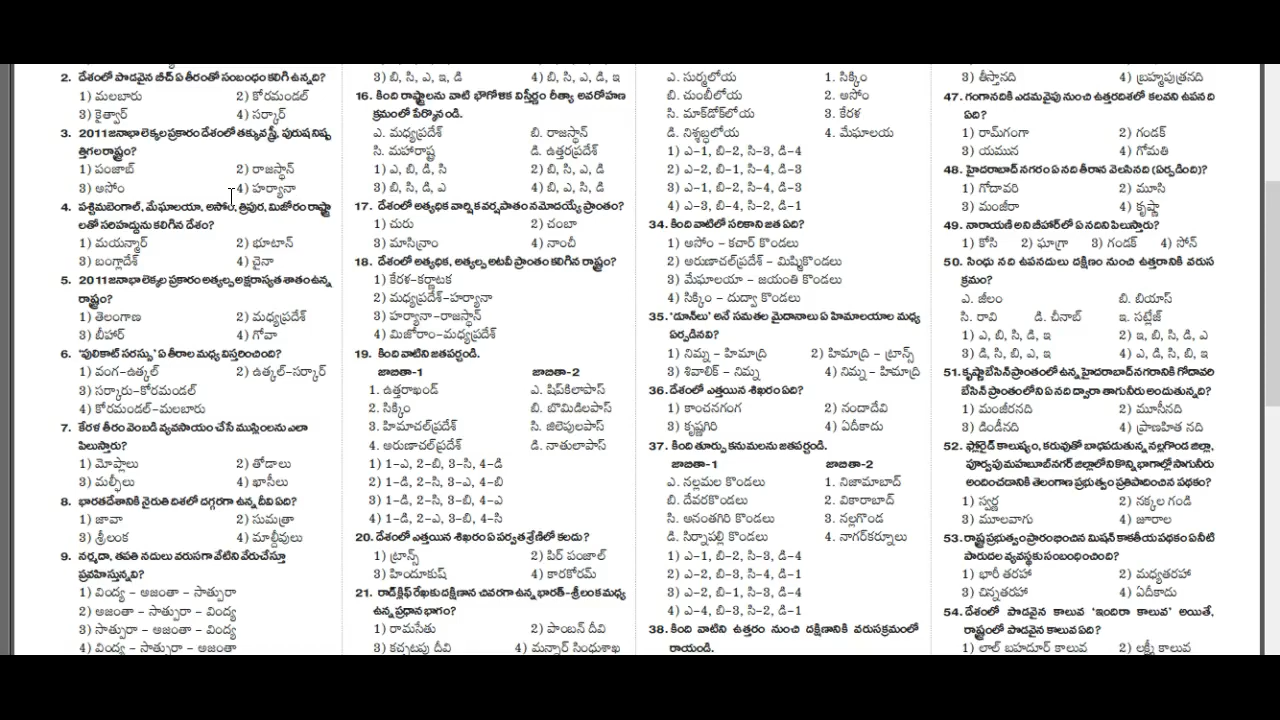 2. దేశంలో పొడవైన బీచ్ ఏ తీరంతో సంబంధం కలిగి ఉన్నది?
1) మలబారు 2) కోరమండల్
3) కైత్వార్ 4) సర్కార్
3. 2011 జనాభా లెక్కల ప్రకారం దేశంలో తక్కువ స్త్రీ, పురుష నిష్ప
త్తి గల రాష్ట్రం?
1) పంజాబ్ 2) రాజస్థాన్
3) అసోం 4) హర్యానా
4. పశ్చిమబెంగాల్, మేఘాలయా, అసోం, త్రిపుర, మిజోరం రాష్ట్రా
లతో సరిహద్దును కలిగిన దేశం?
1) మయన్మార్ 2) భూటాన్
3) బంగ్లాదేశ్ 4) చైనా
5. 2011 జనాభా లెక్కల ప్రకారం అత్యల్ప అక్షరాస్యత శాతం ఉన్న
రాష్ట్రం?
1) తెలంగాణ 2) మధ్యప్రదేశ్
3) బీహార్ 4) గోవా
6. 'పులికాట్ సరస్సు' ఏ తీరాల మధ్య విస్తరించింది?
1) వంగ-ఉత్కల్ 2) ఉత్కల్-సర్కార్
3) సర్కారు-కోరమండల్
4) కోరమండల్-మలబారు
7. కేరళ తీరం వెంబడి వ్యవసాయం చేసే ముస్లింలను ఎలా
పిలుస్తారు?
1) మోప్లాలు 2) తోడాలు
3) మల్ఫీలు 4) ఖాసీలు
8. భారతదేశానికి నైరుతి దిశలో దగ్గరగా ఉన్న దీవి ఏది?
1) జావా 2) సుమత్రా
3) శ్రీలంక 4) మాల్దీవులు
9. నర్మదా, తపతి నదులు వరుసగా వేటిని వేరుచేస్తూ
ప్రవహిస్తున్నవి?
1) వింధ్య - అజంతా - సాత్పురా
2) అజంతా - సాత్పురా - వింధ్య
3) సాత్పురా - అజంతా - వింధ్య
4) వింధ్య - సాత్పురా - అజంతా
3) బి, సి, ఎ, ఇ, డి 4) బి, సి, ఎ, డి, ఇ
16. కింది రాష్ట్రాలను వాటి భౌగోళిక విస్తీర్ణం రీత్యా అవరోహణ
క్రమంలో పేర్కొనండి.
ఎ. మధ్యప్రదేశ్ బి. రాజస్థాన్
సి. మహారాష్ట్ర డి. ఉత్తరప్రదేశ్
1) ఎ, బి, డి, సి 2) బి, సి, ఎ, డి
3) బి, సి, డి, ఎ 4) బి, ఎ, సి, డి
17. దేశంలో అత్యధిక వార్షిక వర్షపాతం నమోదయ్యే ప్రాంతం?
1) చురు 2) చంబా
3) మాసిన్రాం 4) నాంచీ
18. దేశంలో అత్యధిక, అత్యల్ప అటవీ ప్రాంతం కలిగిన రాష్ట్రం?
1) కేరళ-కర్ణాటక
2) మధ్యప్రదేశ్-హర్యానా
3) హర్యానా-రాజస్థాన్
4) మిజోరాం-మధ్యప్రదేశ్
19. కింది వాటిని జతపర్చండి.
జాబితా-1 జాబితా-2
1. ఉత్తరాఖండ్ ఎ. షిప్‌కిలాపాస్
2. సిక్కిం బి. బొమిడిలపాస్
3. హిమాచల్‌ప్రదేశ్ సి. జిలెపులపాస్
4. అరుణాచల్‌ప్రదేశ్ డి. నాతులాపాస్
1) 1-ఎ, 2-బి, 3-సి, 4-డి
2) 1-డి, 2-సి, 3-ఎ, 4-బి
3) 1-డి, 2-సి, 3-బి, 4-ఎ
4) 1-డి, 2-ఎ, 3-బి, 4-సి
20. దేశంలో ఎత్తయిన శిఖరం ఏ పర్వత శ్రేణిలో కలదు?
1) ట్రాన్స్ 2) పిర్ పంజాల్
3) హిందూకుష్ 4) కారకోరమ్
21. రాడ్‌క్లిఫ్ రేఖకు దక్షిణాన చివరగా ఉన్న భారత్-శ్రీలంక మధ్య
ఉన్న ప్రధాన భాగం?
1) రామసేతు 2) పాంబన్ దీవి
3) కచ్చటపు దీవి 4) మన్నార్ సింధుశాఖ
ఎ. సుర్మలోయ 1. సిక్కిం
బి. చుంబీలోయ 2. అసోం
సి. మాక్‌డోక్‌లోయ 3. కేరళ
డి. నిశ్శబ్దలోయ 4. మేఘాలయ
1) ఎ-1, బి-2, సి-3, డి-4
2) ఎ-2, బి-1, సి-4, డి-3
3) ఎ-1, బి-2, సి-4, డి-3
4) ఎ-3, బి-4, సి-2, డి-1
34. కింది వాటిలో సరికాని జత ఏది?
1) అసోం - కచార్ కొండలు
2) అరుణాచల్‌ప్రదేశ్ - మిష్మికొండలు
3) మేఘాలయా - జయంతి కొండలు
4) సిక్కిం - దుద్వా కొండలు
35. 'డూన్‌లు' అనే సమతల మైదానాలు ఏ హిమాలయాల మధ్య
ఏర్పడినవి?
1) నిమ్న - హిమాద్రి 2) హిమాద్రి - ట్రాన్స్
3) శివాలిక్ - నిమ్న 4) నిమ్న - హిమాద్రి
36. దేశంలో ఎత్తయిన శిఖరం ఏది?
1) కాంచనగంగ 2) నందాదేవి
3) కృష్ణగిరి 4) ఏదీకాదు
37. కింది తూర్పు కనుమలను జతపర్చండి.
జాబితా-1 జాబితా-2
ఎ. నల్లమల కొండలు 1. నిజామాబాద్
బి. దేవరకొండలు 2. వికారాబాద్
సి. అనంతగిరి కొండలు 3. నల్లగొండ
డి. సిర్నాపల్లి కొండలు 4. నాగర్‌కర్నూలు
1) ఎ-1, బి-2, సి-3, డి-4
2) ఎ-2, బి-3, సి-4, డి-1
3) ఎ-2, బి-1, సి-3, డి-4
4) ఎ-4, బి-3, సి-2, డి-1
38. కింది వాటిని ఉత్తరం నుంచి దక్షిణానికి వరుసక్రమంలో
రాయండి.
3) తీస్తానది 4) బ్రహ్మపుత్రనది
47. గంగానదికి ఎడమవైపు నుంచి ఉత్తరదిశలో కలవని ఉపనది
ఏది?
1) రామ్‌గంగా 2) గండక్
3) యమున 4) గోమతి
48. హైదరాబాద్ నగరం ఏ నది తీరాన వెలసినది (ఏర్పడింది)?
1) గోదావరి 2) మూసి
3) మంజీరా 4) కృష్ణా
49. నారాయణి అని బీహార్‌లో ఏ నదిని పిలుస్తారు?
1) కోసి 2) ఘాగ్రా 3) గండక్ 4) సోన్
50. సింధు నది ఉపనదులు దక్షిణం నుంచి ఉత్తరానికి వరుస
క్రమం?
ఎ. జీలం బి. బియాస్
సి. రావి డి. చీనాబ్ ఇ. సట్లేజ్
1) ఎ, బి, సి, డి, ఇ 2) ఇ, బి, సి, డి, ఎ
3) డి, సి, బి, ఎ, ఇ 4) ఎ, డి, సి, బి, ఇ
51. కృష్ణా బేసిన్ ప్రాంతంలో ఉన్న హైదరాబాద్ నగరానికి గోదావరి
బేసిన్ ప్రాంతంలోని ఏ నది ద్వారా తాగునీరు అందుతున్నది?
1) మంజీరనది 2) మూసీనది
3) డిండీనది 4) ప్రాణహిత నది
52. ఫ్లోరైడ్ కాలుష్యం, కరువుతో బాధపడుతున్న నల్లగొండ జిల్లా,
పూర్వపు మహబూబ్‌నగర్ జిల్లాలోని కొన్ని భాగాల్లో సాగునీరు
అందించడానికి తెలంగాణ ప్రభుత్వం ప్రతిపాదించిన పథకం?
1) స్వర్ణ 2) నక్కల గండి
3) మూలవాగు 4) జూరాల
53. రాష్ట్ర ప్రభుత్వం ప్రారంభించిన మిషన్ కాకతీయ పథకం ఏ నీటి
పారుదల వ్యవస్థకు సంబంధించింది?
1) భారీ తరహా 2) మధ్యతరహా
3) చిన్నతరహా 4) ఏదీకాదు
54. దేశంలో పొడవైన కాలువ 'ఇందిరా కాలువ' అయితే,
రాష్ట్రంలో పొడవైన కాలువ ఏది?
1) లాల్ బహదూర్ కాలువ 2) లక్ష్మీ కాలువ